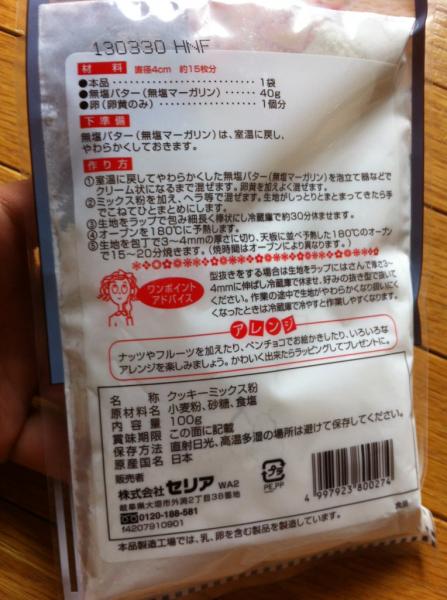 130330 HNF
材料 直径4cm 約15枚分
●本品・・・・・・・・・・・・・・・・・・・・・・1袋
●無塩バター(無塩マーガリン)・・・・・・・40g
●卵(卵黄のみ)・・・・・・・・・・・・・・・・・1個分
下準備
無塩バター(無塩マーガリン)は、室温に戻し、
やわらかくしておきます。
作り方
①室温に戻してやわらかくした無塩バター(無塩マーガリン)を泡立て器などで
クリーム状になるまで混ぜます。卵黄を加えよく混ぜます。
②ミックス粉を加え、ヘラ等で混ぜます。生地がしっとりとまとまってきたら手
でこねてひとまとめにします。
③生地をラップで包み細長く棒状にし冷蔵庫で約30分休ませます。
④オーブンを180℃に予熱します。
⑤生地を包丁で3〜4mmの厚さに切り、天板に並べ予熱した180℃のオーブン
で15〜20分焼きます。(焼時間はオーブンにより異なります。)
ワンポイント
アドバイス
型抜きをする場合は生地をラップにはさんで厚さ3〜
4mmに伸ばし冷蔵庫で休ませ、好みの抜き型で抜いて
ください。作業の途中で生地がやわらかくなり扱いにく
くなったときは冷蔵庫で冷やすと作業しやすくなります。
アレンジ
ナッツやフルーツを加えたり、ペンチョコでお絵かきしたり、いろいろな
アレンジを楽しみましょう。かわいく出来たらラッピングしてプレゼントに。
名称 クッキーミックス粉
原材料名 小麦粉、砂糖、食塩
内容量 100g
賞味期限 この面に記載
保存方法 直射日光、高温多湿の場所は避けて保存してください。
原産国名 日本
販売者
株式会社セリア WA2
岐阜県大垣市外渕2丁目38番地
0120-188-581
f4207910901
プラ
PE,PP
4 997923 800274
食品
本品製造工場では、乳、卵を含む製品を製造しています。